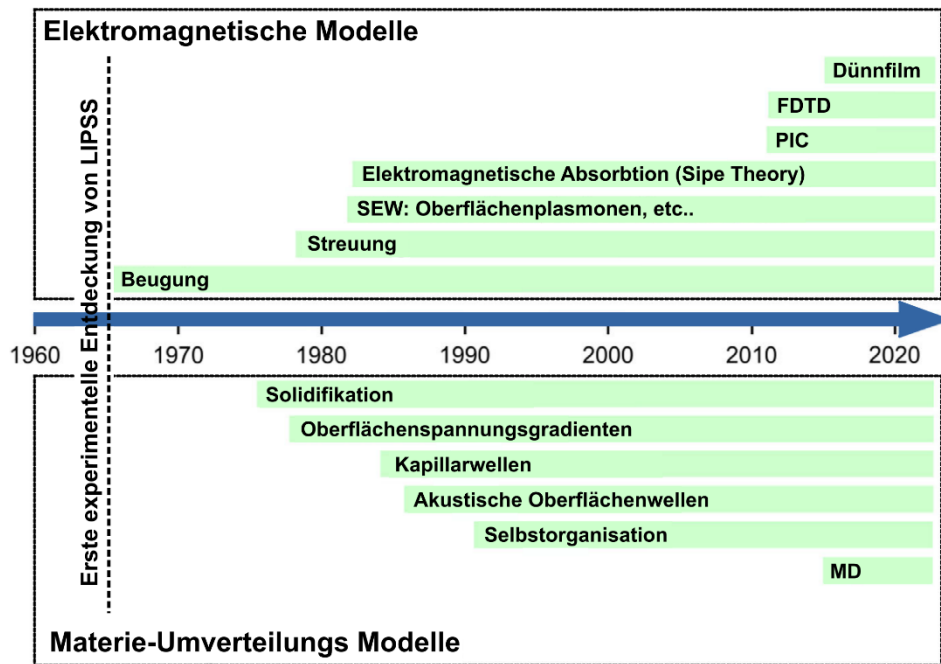 Elektromagnetische Modelle
Dünnfilm
FDTD
PIC
Elektromagnetische Absorbtion (Sipe Theory)
SEW: Oberflächenplasmonen, etc..
Streuung
Beugung
Erste experimentelle Entdeckung von LIPSS
1960 1970 1980 1990 2000 2010 2020
Solidifikation
Oberflächenspannungsgradienten
Kapillarwellen
Akustische Oberflächenwellen
Selbstorganisation
MD
Materie-Umverteilungs Modelle